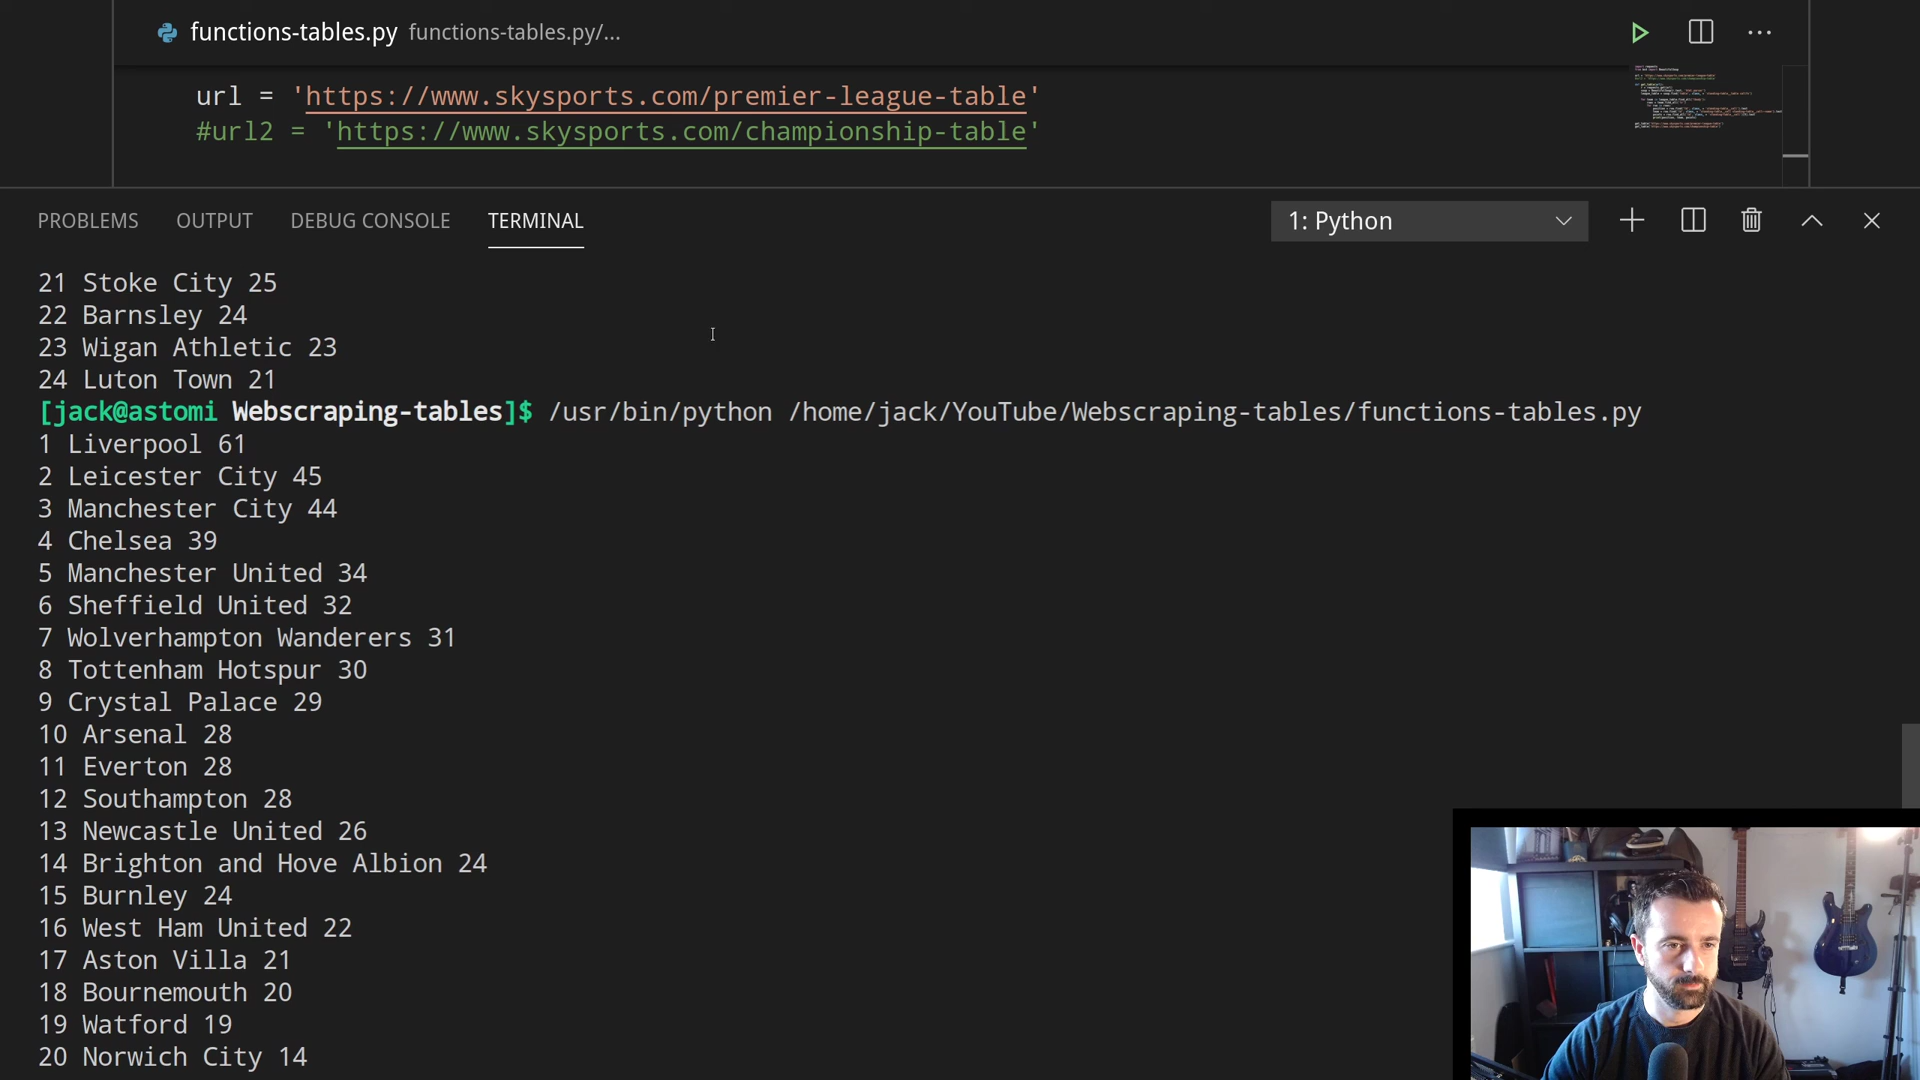 functions-tables.py functions-tables.py/...
url = 'https://www.skysports.com/premier-league-table'
#url2 = 'https://www.skysports.com/championship-table'
PROBLEMS OUTPUT DEBUG CONSOLE TERMINAL 1: Python
21 Stoke City 25
22 Barnsley 24
23 Wigan Athletic 23
24 Luton Town 21
[jack@astomi Webscraping-tables]$ /usr/bin/python /home/jack/YouTube/Webscraping-tables/functions-tables.py
1 Liverpool 61
2 Leicester City 45
3 Manchester City 44
4 Chelsea 39
5 Manchester United 34
6 Sheffield United 32
7 Wolverhampton Wanderers 31
8 Tottenham Hotspur 30
9 Crystal Palace 29
10 Arsenal 28
11 Everton 28
12 Southampton 28
13 Newcastle United 26
14 Brighton and Hove Albion 24
15 Burnley 24
16 West Ham United 22
17 Aston Villa 21
18 Bournemouth 20
19 Watford 19
20 Norwich City 14